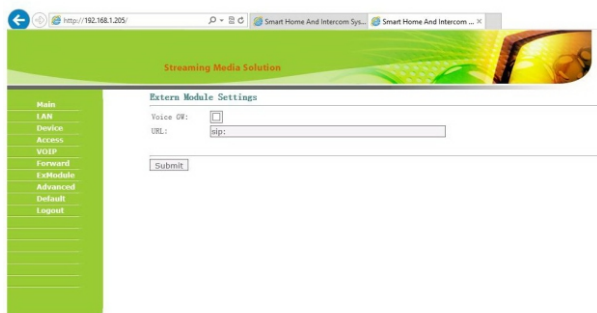 http://192.168.1.205/
Smart Home And Intercom Sys...
Smart Home And Intercom ...
Streaming Media Solution
Main
LAN
Device
Access
VOIP
Forward
ExModule
Advanced
Default
Logout
Extern Module Settings
Voice GW:
URL: sip:
Submit